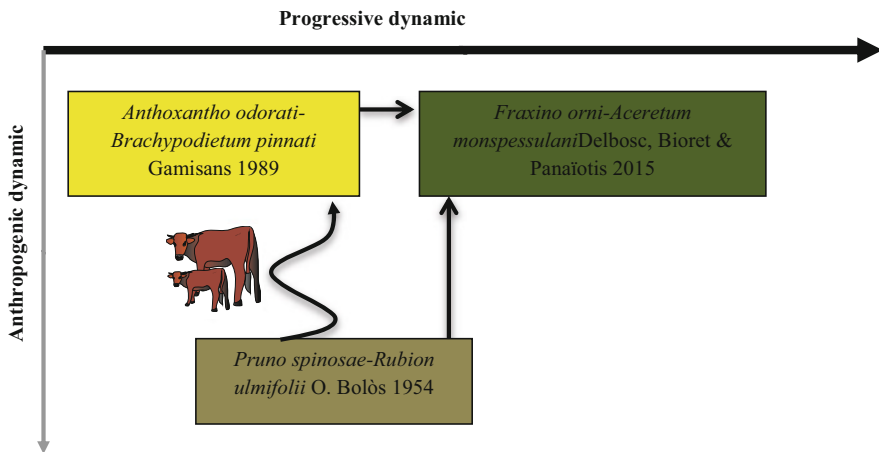 Progressive dynamic
Anthropogenic dynamic
Anthoxantho odorati-
Brachypodietum pinnati
Gamisans 1989
Fraxino orni-Aceretum
monspessulaniDelbosc, Bioret &
Panaïotis 2015
Pruno spinosae-Rubion
ulmifolii O. Bolòs 1954